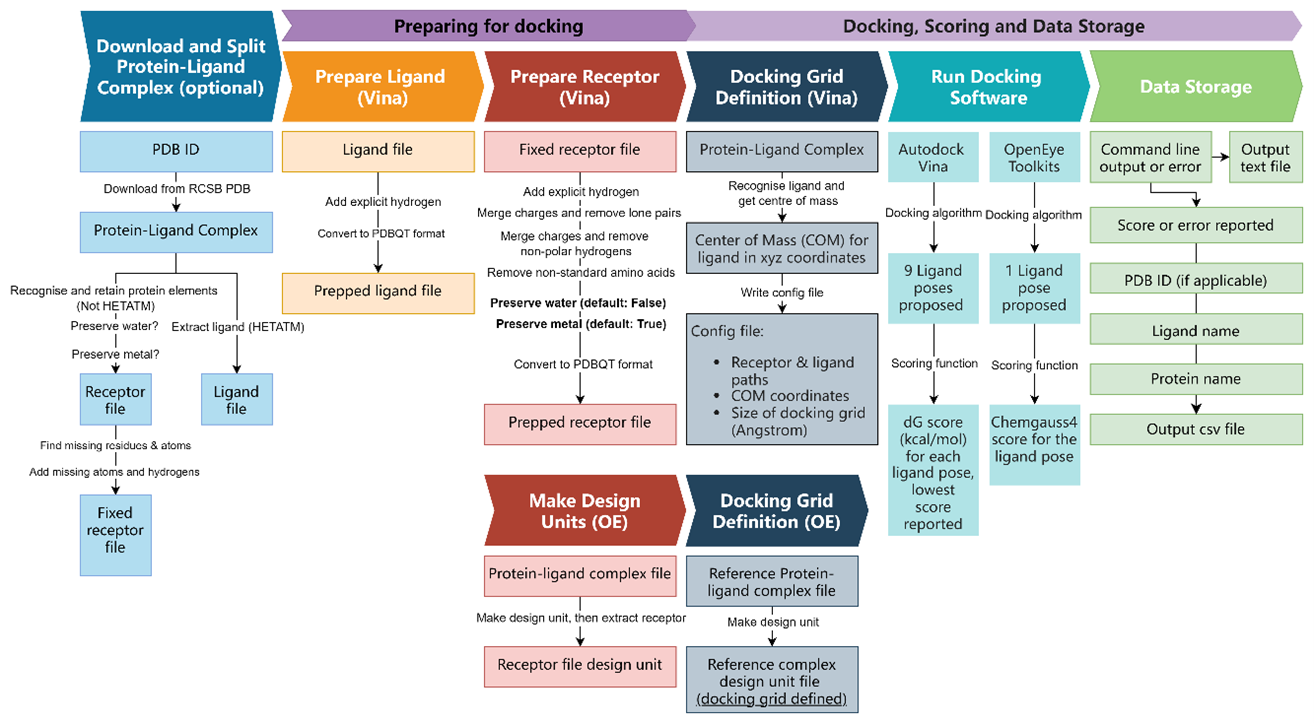 Preparing for docking
Docking, Scoring and Data Storage
Download and Split
Protein-Ligand
Complex (optional)
PDB ID
Download from RCSB PDB
Protein-Ligand Complex
Recognise and retain protein elements
(Not HETATM)
Preserve water?
Preserve metal?
Extract ligand (HETATM)
Receptor
file
Ligand
file
Find missing residues & atoms
Add missing atoms and hydrogens
Fixed
receptor
file
Prepare Ligand
(Vina)
Ligand file
Add explicit hydrogen
Convert to PDBQT format
Prepped ligand file
Prepare Receptor
(Vina)
Fixed receptor file
Add explicit hydrogen
Merge charges and remove lone pairs
Merge charges and remove
non-polar hydrogens
Remove non-standard amino acids
Preserve water (default: False)
Preserve metal (default: True)
Convert to PDBQT format
Prepped receptor file
Make Design
Units (OE)
Protein-ligand complex file
Make design unit, then extract receptor
Receptor file design unit
Docking Grid
Definition (Vina)
Protein-Ligand Complex
Recognise ligand and
get centre of mass
Center of Mass (COM) for
ligand in xyz coordinates
Write config file
Config file:
• Receptor & ligand
paths
• COM coordinates
• Size of docking grid
(Angstrom)
Docking Grid
Definition (OE)
Reference Protein-
ligand complex file
Make design unit
Reference complex
design unit file
(docking grid defined)
Run Docking
Software
Autodock
Vina
Docking algorithm
9 Ligand
poses
proposed
Scoring function
dG score
(kcal/mol)
for each
ligand pose,
lowest
score
reported
OpenEye
Toolkits
Docking algorithm
1 Ligand
pose
proposed
Scoring function
Chemgauss4
score for the
ligand pose
Data Storage
Command line
output or error
Output
text file
Score or error reported
PDB ID (if applicable)
Ligand name
Protein name
Output csv file